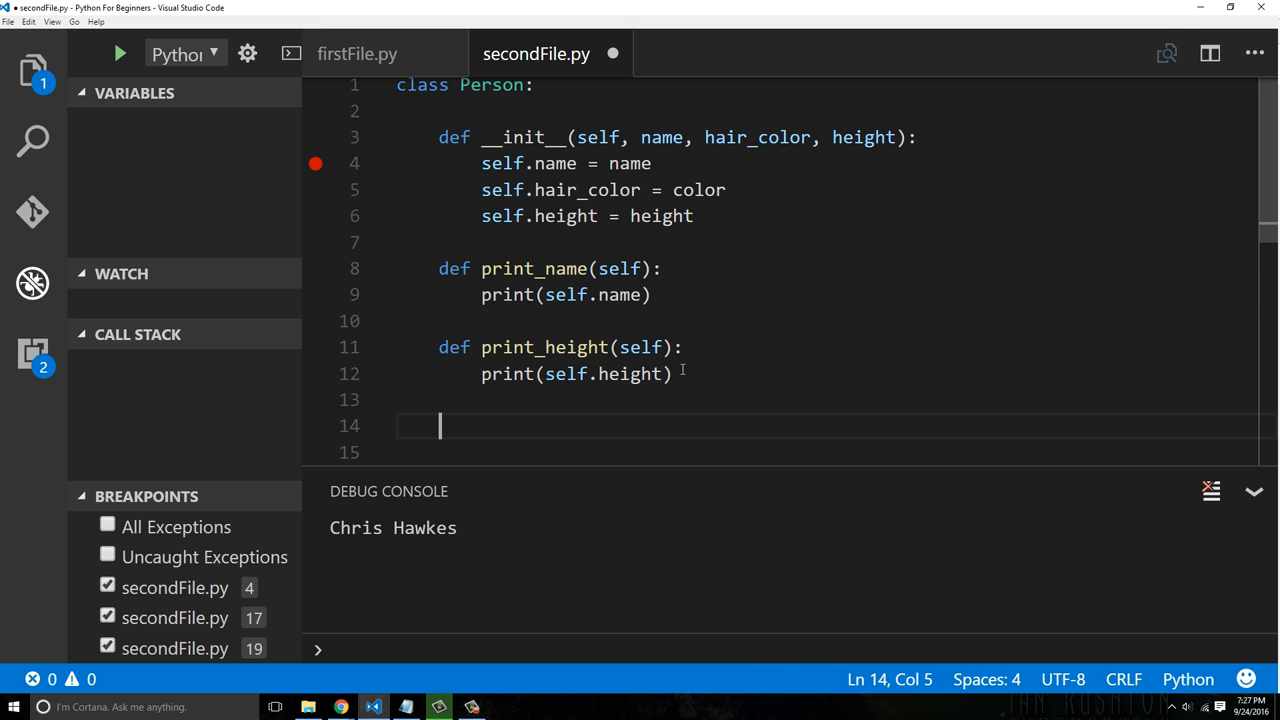 ● secondFile.py - Python For Beginners - Visual Studio Code
File Edit View Go Help
Python
firstFile.py
secondFile.py
VARIABLES
WATCH
CALL STACK
BREAKPOINTS
All Exceptions
Uncaught Exceptions
secondFile.py 4
secondFile.py 17
secondFile.py 19
1
2
1 class Person:
2
3 def __init__(self, name, hair_color, height):
4 self.name = name
5 self.hair_color = color
6 self.height = height
7
8 def print_name(self):
9 print(self.name)
10
11 def print_height(self):
12 print(self.height)
13
14
15
DEBUG CONSOLE
Chris Hawkes
0 0
Ln 14, Col 5 Spaces: 4 UTF-8 CRLF Python
I'm Cortana. Ask me anything.
7:27 PM
9/24/2016